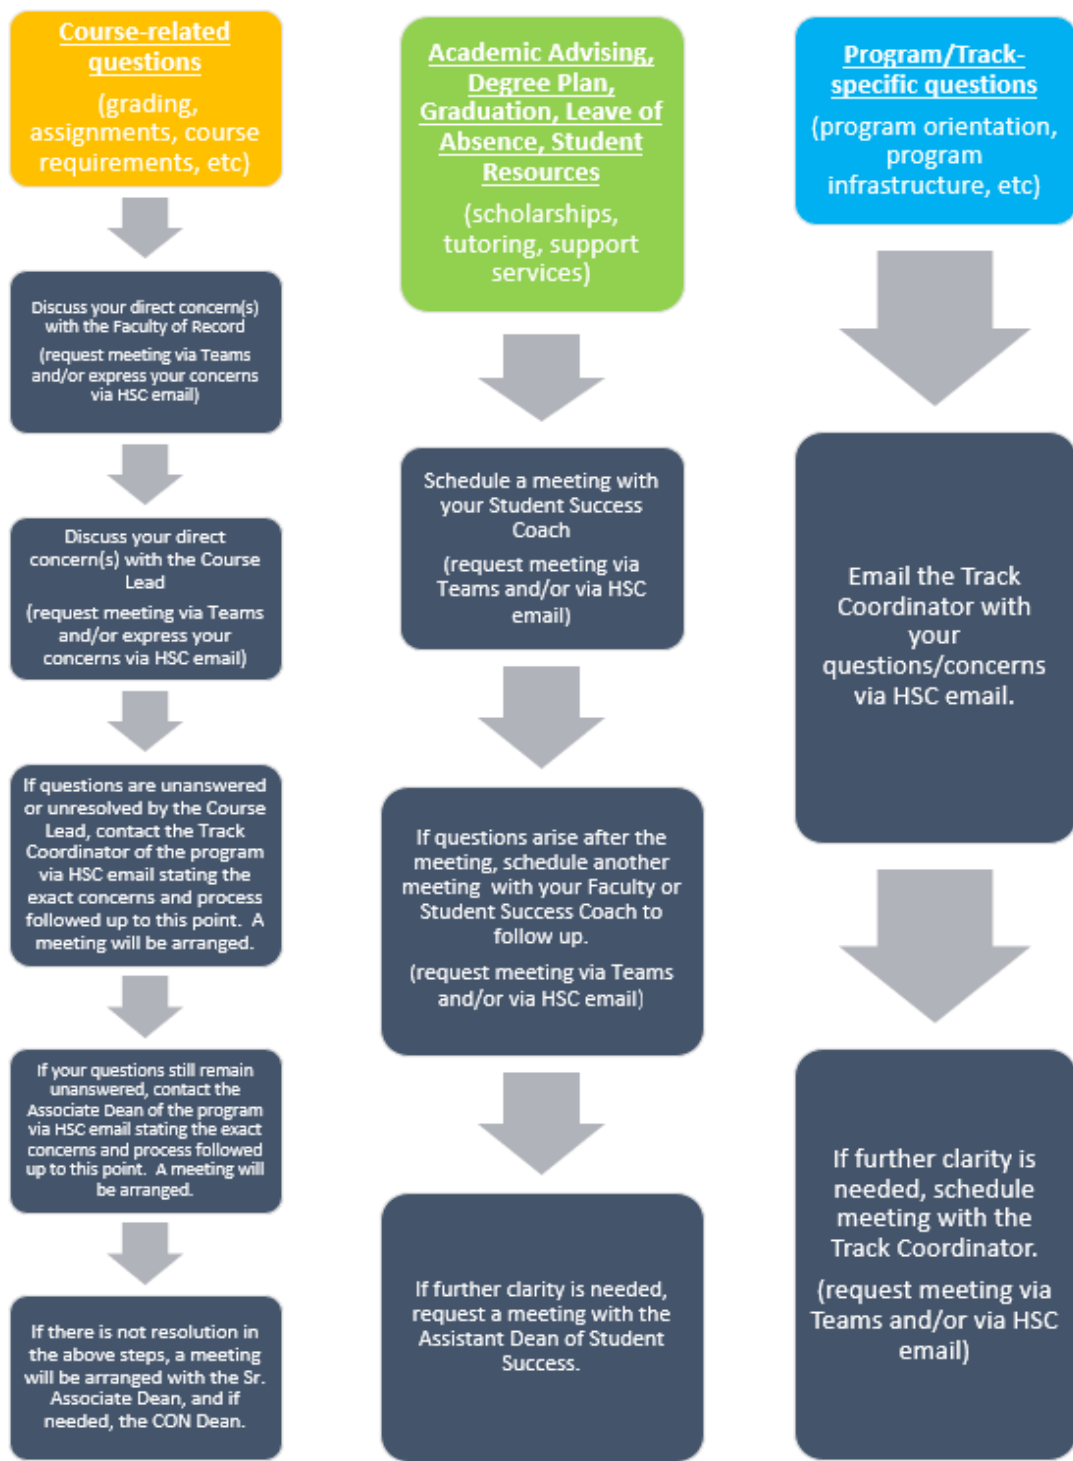 Course-related
questions
(grading,
assignments, course
requirements, etc)
Discuss your direct concern(s)
with the Faculty of Record
(request meeting via Teams
and/or express your concerns
via HSC email)
Discuss your direct
concern(s) with the Course
Lead
(request meeting via Teams
and/or express your
concerns via HSC email)
If questions are unanswered
or unresolved by the Course
Lead, contact the Track
Coordinator of the program
via HSC email stating the
exact concerns and process
followed up to this point.  A
meeting will be arranged.
If your questions still remain
unanswered, contact the
Associate Dean of the program
via HSC email stating the exact
concerns and process followed
up to this point.  A meeting will
be arranged.
If there is not resolution in
the above steps, a meeting
will be arranged with the Sr.
Associate Dean, and if
needed, the CON Dean.
Academic Advising,
Degree Plan,
Graduation, Leave of
Absence, Student
Resources
(scholarships,
tutoring, support
services)
Schedule a meeting with
your Student Success
Coach
(request meeting via
Teams and/or via HSC
email)
If questions arise after the
meeting, schedule another
meeting  with your Faculty or
Student Success Coach to
follow up.
(request meeting via Teams
and/or via HSC email)
If further clarity is needed,
request a meeting with the
Assistant Dean of Student
Success.
Program/Track-
specific questions
(program orientation,
program
infrastructure, etc)
Email the Track
Coordinator with
your
questions/concerns
via HSC email.
If further clarity is
needed, schedule
meeting with the
Track Coordinator.
(request meeting via
Teams and/or via HSC
email)